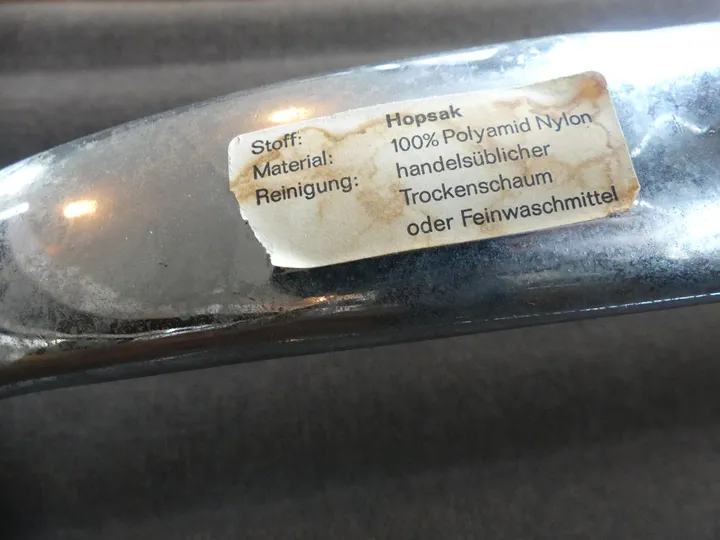 Stoff: Hopsak
Material: 100% Polyamid Nylon
Reinigung: handelsüblicher
Trockenschaum
oder Feinwaschmittel